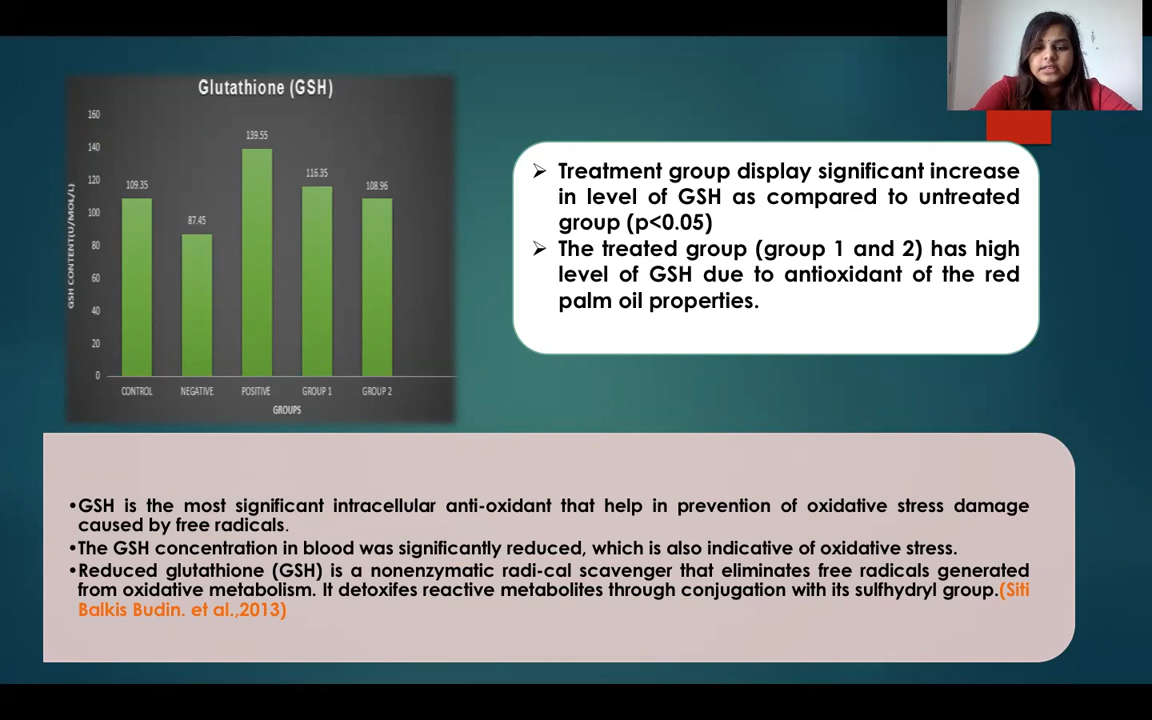 Glutathione (GSH)
160
140
120
100
80
60
40
20
0
GSH CONTENT(U/MOL/L)
109.35
87.45
139.55
116.35
108.96
CONTROL
NEGATIVE
POSITIVE
GROUP 1
GROUP 2
GROUPS
➢ Treatment group display significant increase
in level of GSH as compared to untreated
group (p<0.05)
➢ The treated group (group 1 and 2) has high
level of GSH due to antioxidant of the red
palm oil properties.
•GSH is the most significant intracellular anti-oxidant that help in prevention of oxidative stress damage
caused by free radicals.
•The GSH concentration in blood was significantly reduced, which is also indicative of oxidative stress.
•Reduced glutathione (GSH) is a nonenzymatic radi-cal scavenger that eliminates free radicals generated
from oxidative metabolism. It detoxifes reactive metabolites through conjugation with its sulfhydryl group.(Siti
Balkis Budin. et al.,2013)